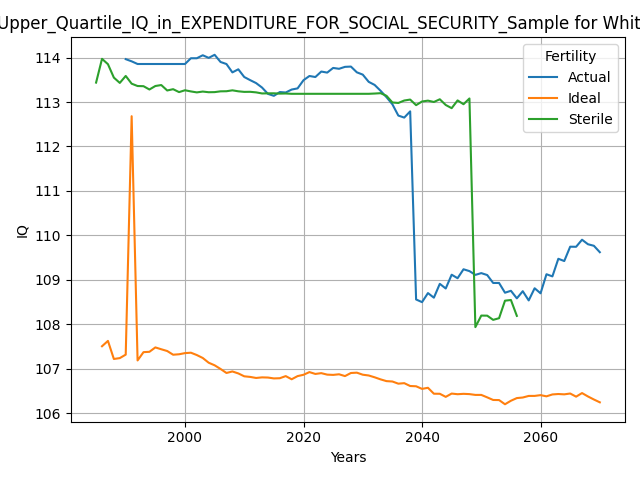 Upper_Quartile_IQ_in_EXPENDITURE_FOR_SOCIAL_SECURITY_Sample for Whit
114
113
112
111
110
109
108
107
106
IQ
2000
2020
2040
2060
Years
Fertility
Actual
Ideal
Sterile